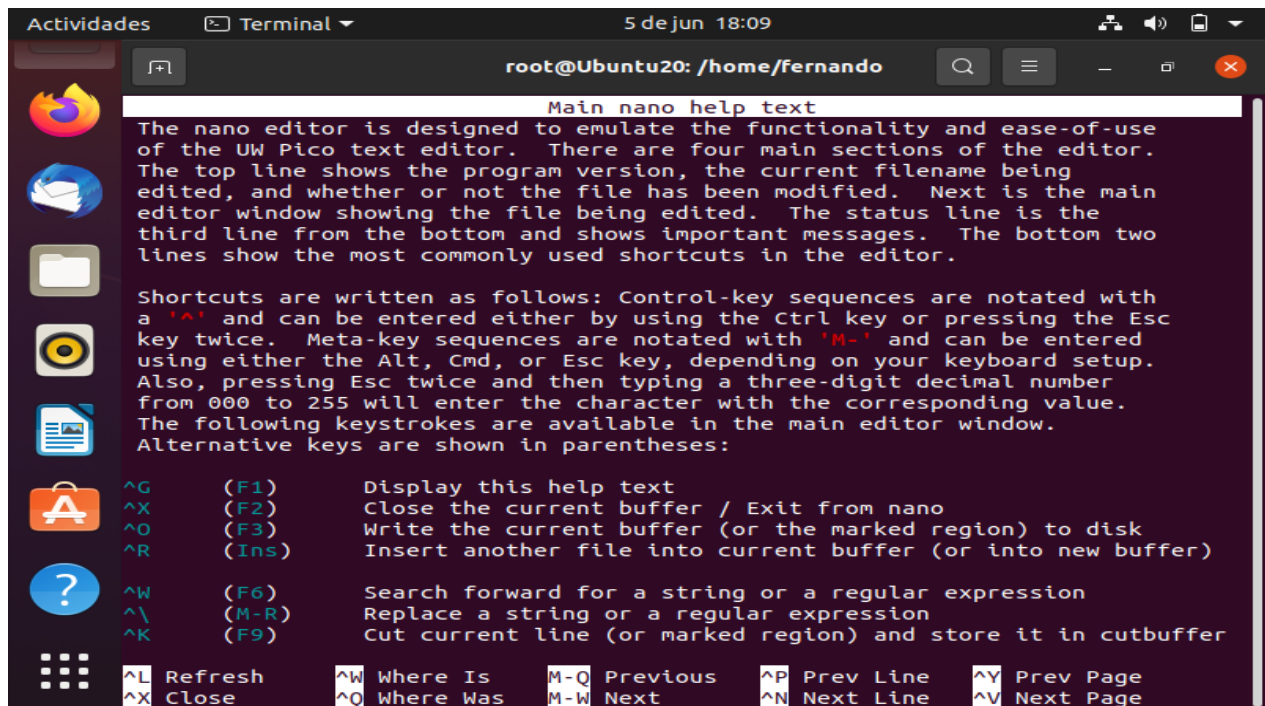 Actividades Terminal 5 de jun 18:09
root@Ubuntu20: /home/fernando
Main nano help text
The nano editor is designed to emulate the functionality and ease-of-use
of the UW Pico text editor.  There are four main sections of the editor.
The top line shows the program version, the current filename being
edited, and whether or not the file has been modified.  Next is the main
editor window showing the file being edited.  The status line is the
third line from the bottom and shows important messages.  The bottom two
lines show the most commonly used shortcuts in the editor.
Shortcuts are written as follows: Control-key sequences are notated with
a '^' and can be entered either by using the Ctrl key or pressing the Esc
key twice.  Meta-key sequences are notated with 'M-' and can be entered
using either the Alt, Cmd, or Esc key, depending on your keyboard setup.
Also, pressing Esc twice and then typing a three-digit decimal number
from 000 to 255 will enter the character with the corresponding value.
The following keystrokes are available in the main editor window.
Alternative keys are shown in parentheses:
^G (F1) Display this help text
^X (F2) Close the current buffer / Exit from nano
^O (F3) Write the current buffer (or the marked region) to disk
^R (Ins) Insert another file into current buffer (or into new buffer)
^W (F6) Search forward for a string or a regular expression
^\ (M-R) Replace a string or a regular expression
^K (F9) Cut current line (or marked region) and store it in cutbuffer
^L Refresh ^W Where Is M-Q Previous ^P Prev Line ^Y Prev Page
^X Close ^Q Where Was M-W Next ^N Next Line ^V Next Page